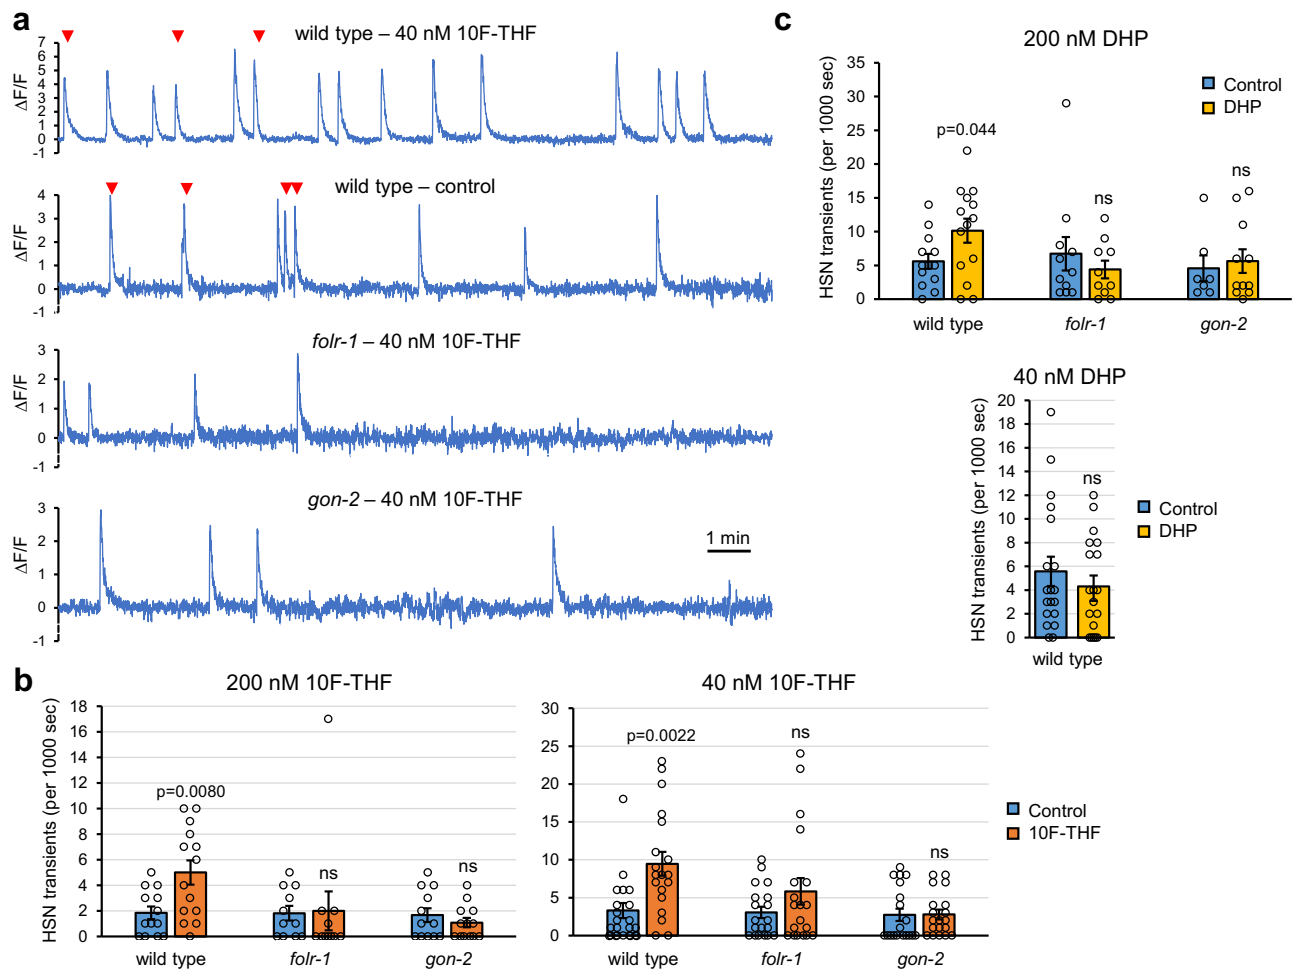 a
wild type – 40 nM 10F-THF
ΔF/F
7
6
5
4
3
2
1
0
-1
wild type – control
ΔF/F
4
3
2
1
0
-1
folr-1 – 40 nM 10F-THF
ΔF/F
3
2
1
0
-1
gon-2 – 40 nM 10F-THF
ΔF/F
3
2
1
0
-1
1 min
b
200 nM 10F-THF
HSN transients (per 1000 sec)
18
16
14
12
10
8
6
4
2
0
p=0.0080
ns
ns
wild type
folr-1
gon-2
40 nM 10F-THF
30
25
20
15
10
5
0
p=0.0022
ns
ns
wild type
folr-1
gon-2
Control
10F-THF
c
200 nM DHP
HSN transients (per 1000 sec)
35
30
25
20
15
10
5
0
p=0.044
ns
ns
Control
DHP
wild type
folr-1
gon-2
40 nM DHP
HSN transients (per 1000 sec)
20
18
16
14
12
10
8
6
4
2
0
ns
Control
DHP
wild type